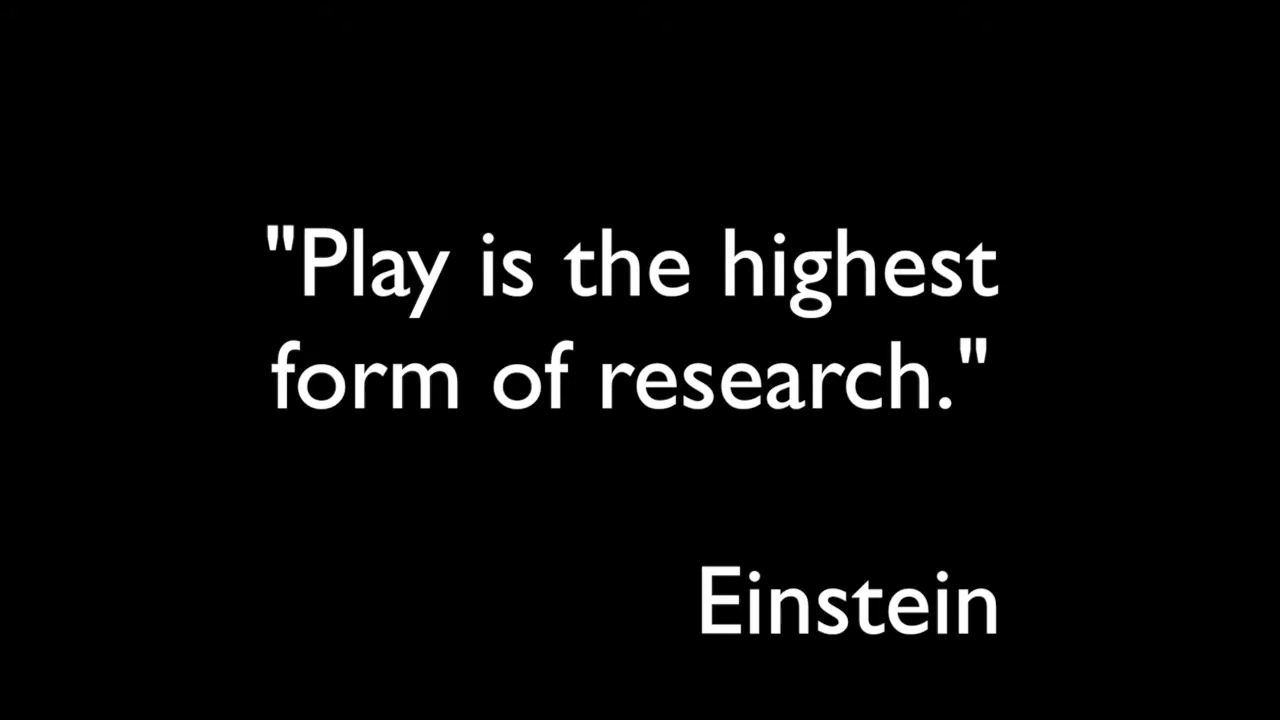 "Play is the highest
form of research."
Einstein